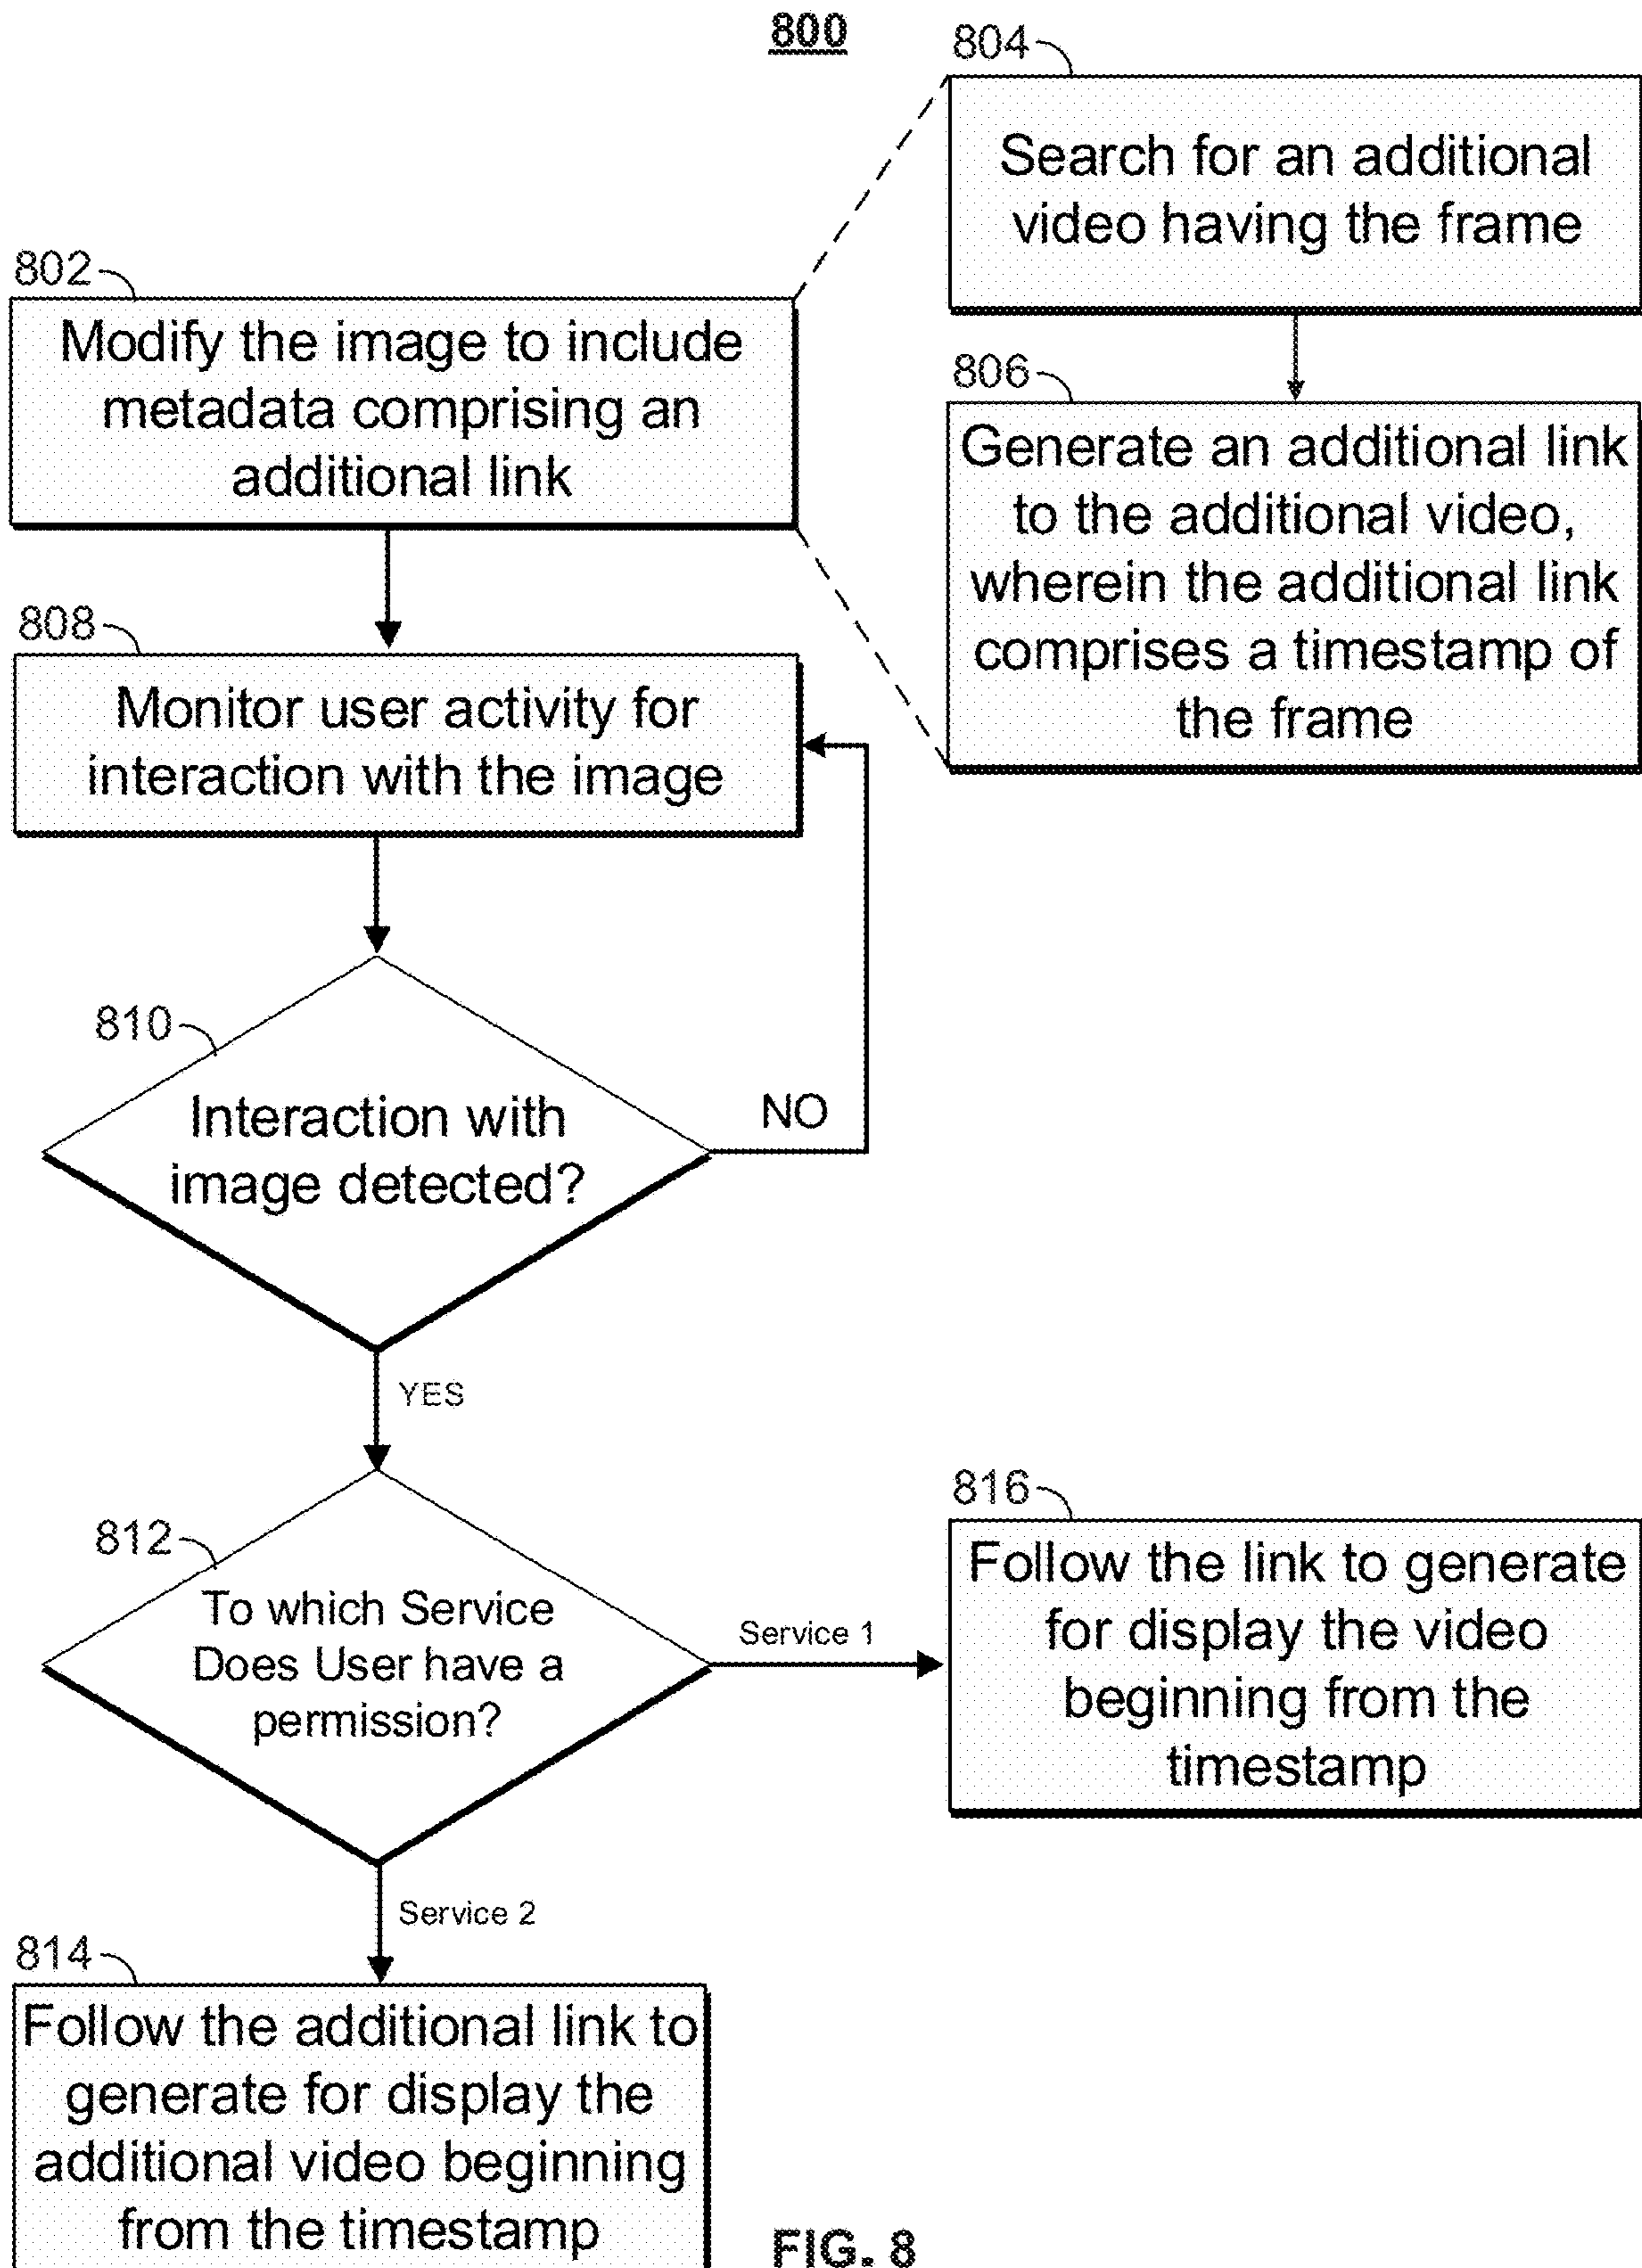 800
804
Search for an additional
video having the frame
802
Modify the image to include
metadata comprising an
additional link
806
Generate an additional link
to the additional video,
wherein the additional link
comprises a timestamp of
the frame
808
Monitor user activity for
interaction with the image
810
Interaction with
image detected?
NO
YES
812
To which Service
Does User have a
permission?
Service 1
816
Follow the link to generate
for display the video
beginning from the
timestamp
Service 2
814
Follow the additional link to
generate for display the
additional video beginning
from the timestamp
FIG. 8